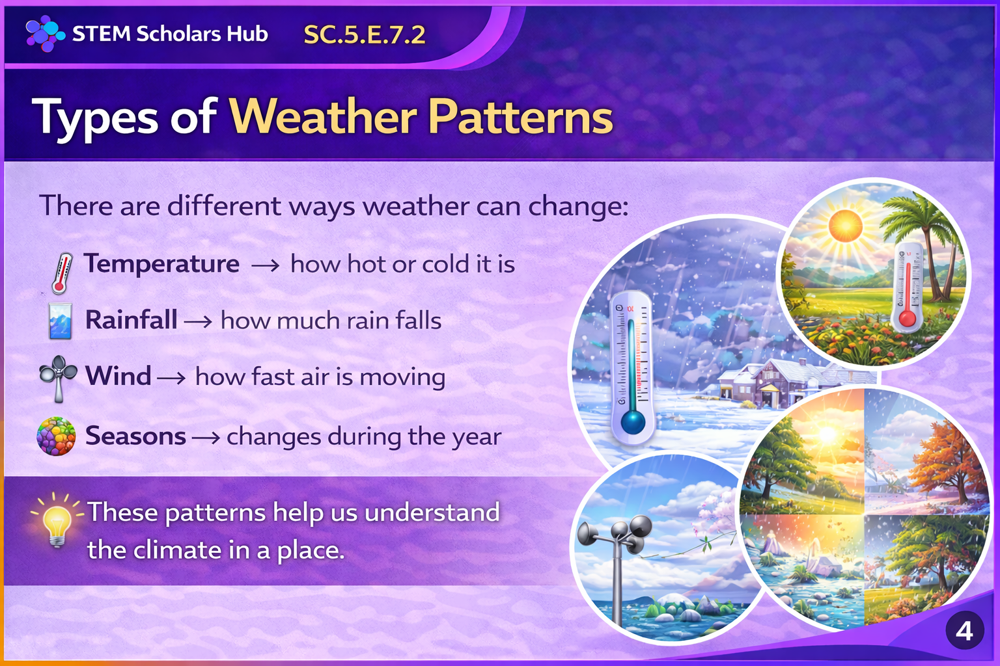 STEM Scholars Hub
SC.5.E.7.2
Types of Weather Patterns
There are different ways weather can change:
Temperature → how hot or cold it is
Rainfall → how much rain falls
Wind → how fast air is moving
Seasons → changes during the year
These patterns help us understand
the climate in a place.
4